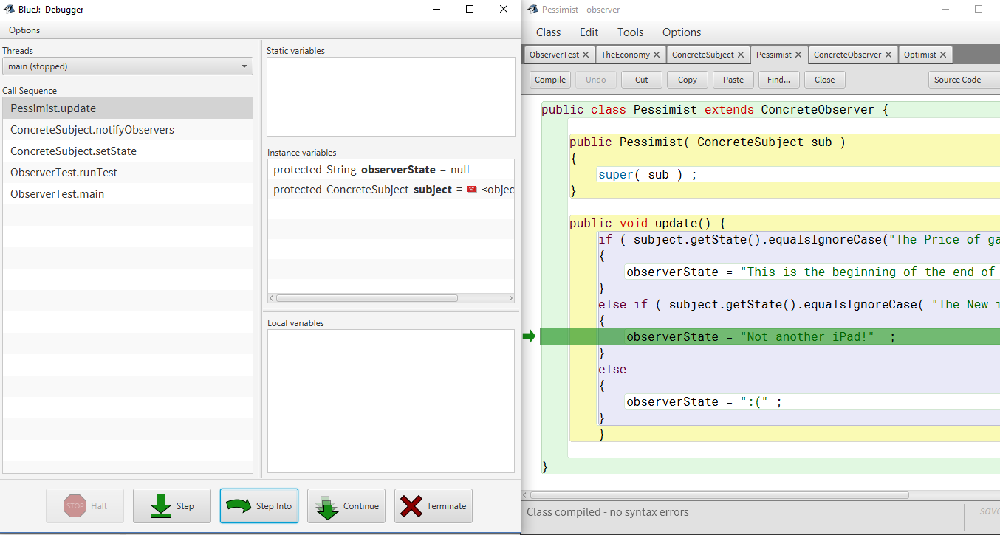 BlueJ: Debugger
Options
Threads
main (stopped)
Call Sequence
Pessimist.update
ConcreteSubject.notifyObservers
ConcreteSubject.setState
ObserverTest.runTest
ObserverTest.main
Static variables
Instance variables
protected String observerState = null
protected ConcreteSubject subject = <objec
Local variables
STOP Halt
Step
Step Into
Continue
Terminate
Pessimist - observer
Class Edit Tools Options
ObserverTest TheEconomy ConcreteSubject Pessimist ConcreteObserver Optimist
Compile Undo Cut Copy Paste Find... Close Source Code
public class Pessimist extends ConcreteObserver {
public Pessimist( ConcreteSubject sub )
{
super( sub ) ;
}
public void update() {
if ( subject.getState().equalsIgnoreCase("The Price of ga
{
observerState = "This is the beginning of the end of
}
else if ( subject.getState().equalsIgnoreCase( "The New i
{
observerState = "Not another iPad!"  ;
}
else
{
observerState = ":(" ;
}
}
}
Class compiled - no syntax errors
save